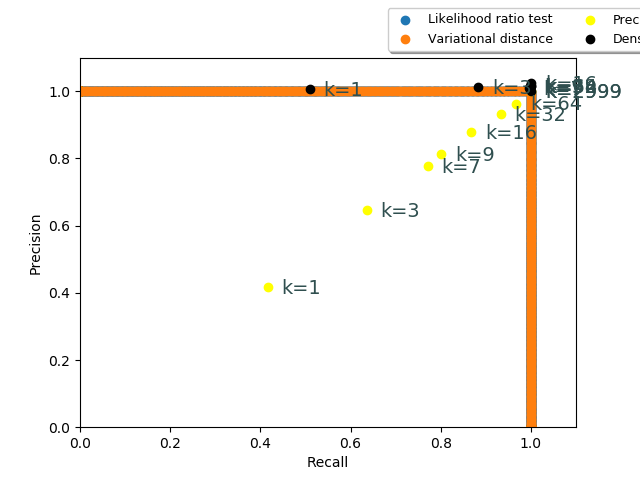 Likelihood ratio test
Variational distance
Prec
Dens
1.0
0.8
0.6
0.4
0.2
0.0
Precision
k=1
k=3
k=16
k=64
k=32
k=16
k=9
k=7
k=3
k=1
0.0 0.2 0.4 0.6 0.8 1.0
Recall